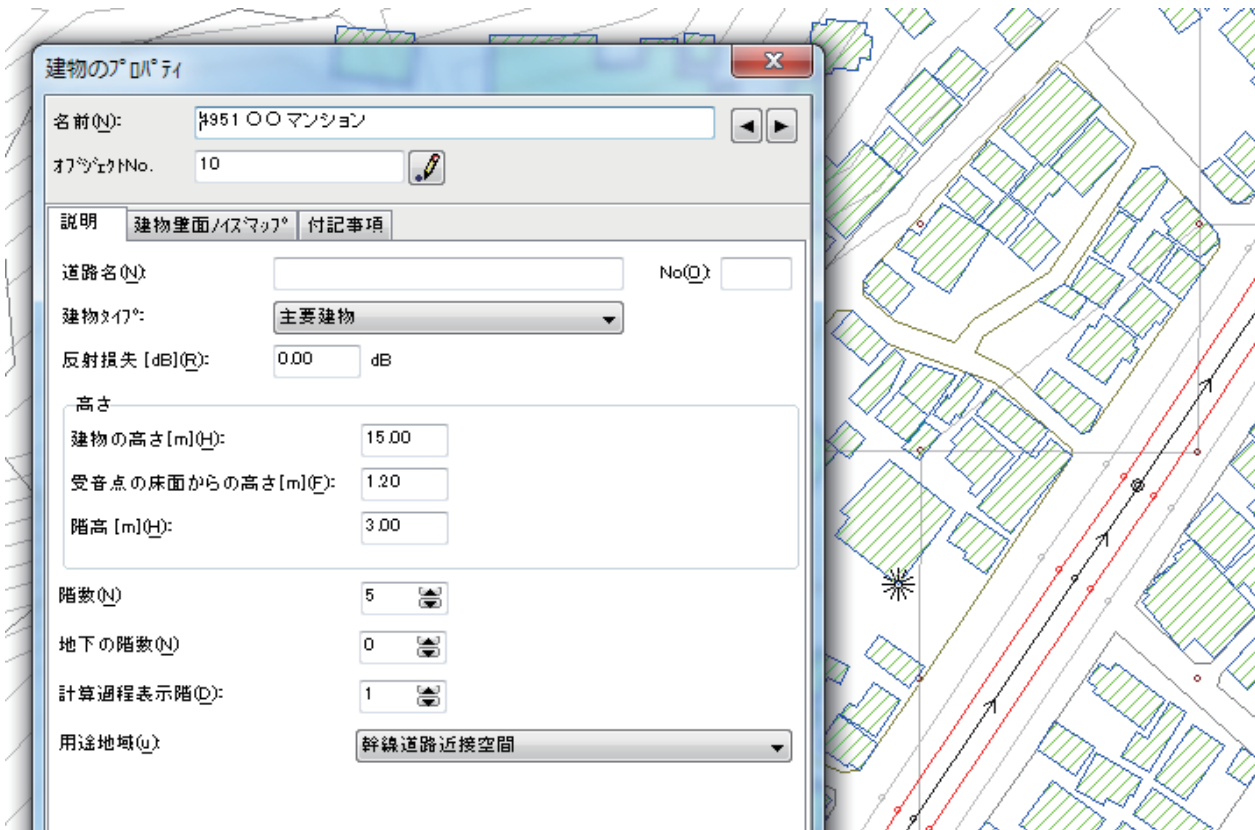 建物のﾌﾟﾛﾊﾟﾃｨ
名前(N): 4951 〇〇 マンション
ｵﾌﾞｼﾞｪｸﾄNo. 10
説明 建物壁面ﾉｲｽﾞﾏｯﾌﾟ 付記事項
道路名(N): No(O):
建物ﾀｲﾌﾟ: 主要建物
反射損失 [dB](R): 0.00 dB
高さ
建物の高さ[m](H): 15.00
受音点の床面からの高さ[m](F): 1.20
階高 [m](H): 3.00
階数(N) 5
地下の階数(N) 0
計算過程表示階(D): 1
用途地域(u): 幹線道路近接空間